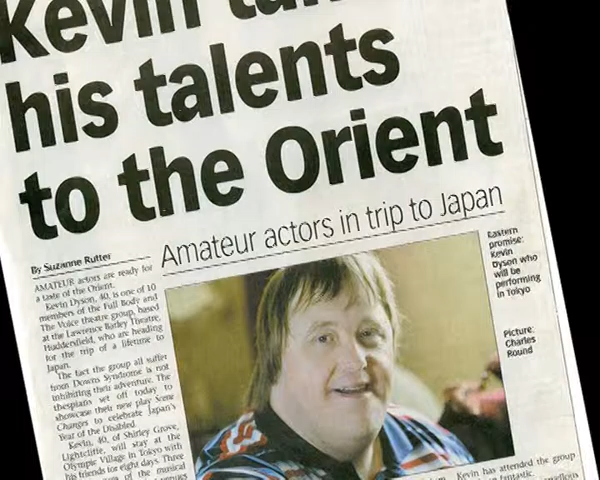 Kevin
his talents
to the Orient
Amateur actors in trip to Japan
By Suzanne Rutter
AMATEUR actors are ready for
a taste of the Orient.
Kevin Dyson, 40, is one of 10
members of the Full Body and
The Voice theatre group, based
at the Lawrence Batley Theatre,
Huddersfield, who are heading
for the trip of a lifetime to
Japan.
The fact the group all suffer
from Downs Syndrome is not
inhibiting their adventure. The
thespians set off today to
showcase their new play Scene
Changes to celebrate Japan's
Year of the Disabled.
Kevin, 40, of Shirley Grove,
Lightcliffe, will stay at the
Olympic Village in Tokyo with
his friends for eight days. Three
of the musical
Eastern
promise:
Kevin
Dyson who
will be
performing
in Tokyo
Picture:
Charles
Round
Kevin has attended the group
fantastic.